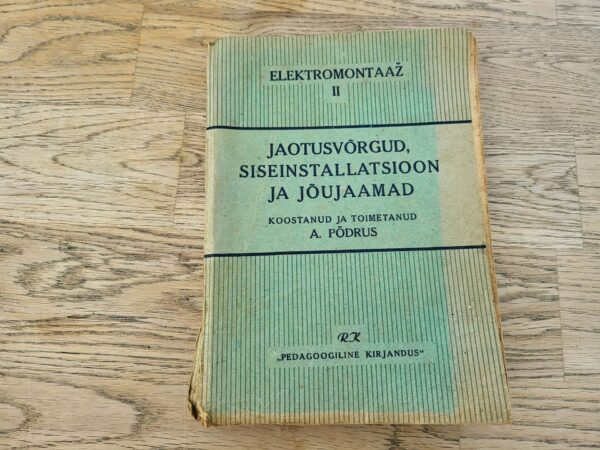 ELEKTROMONTAAŽ
II
JAOTUSVÕRGUD,
SISEINSTALLATSIOON
JA JÕUJAAMAD
KOOSTANUD JA TOIMETANUD
A. PÕDRUS
RK
„PEDAGOOGILINE KIRJANDUS"